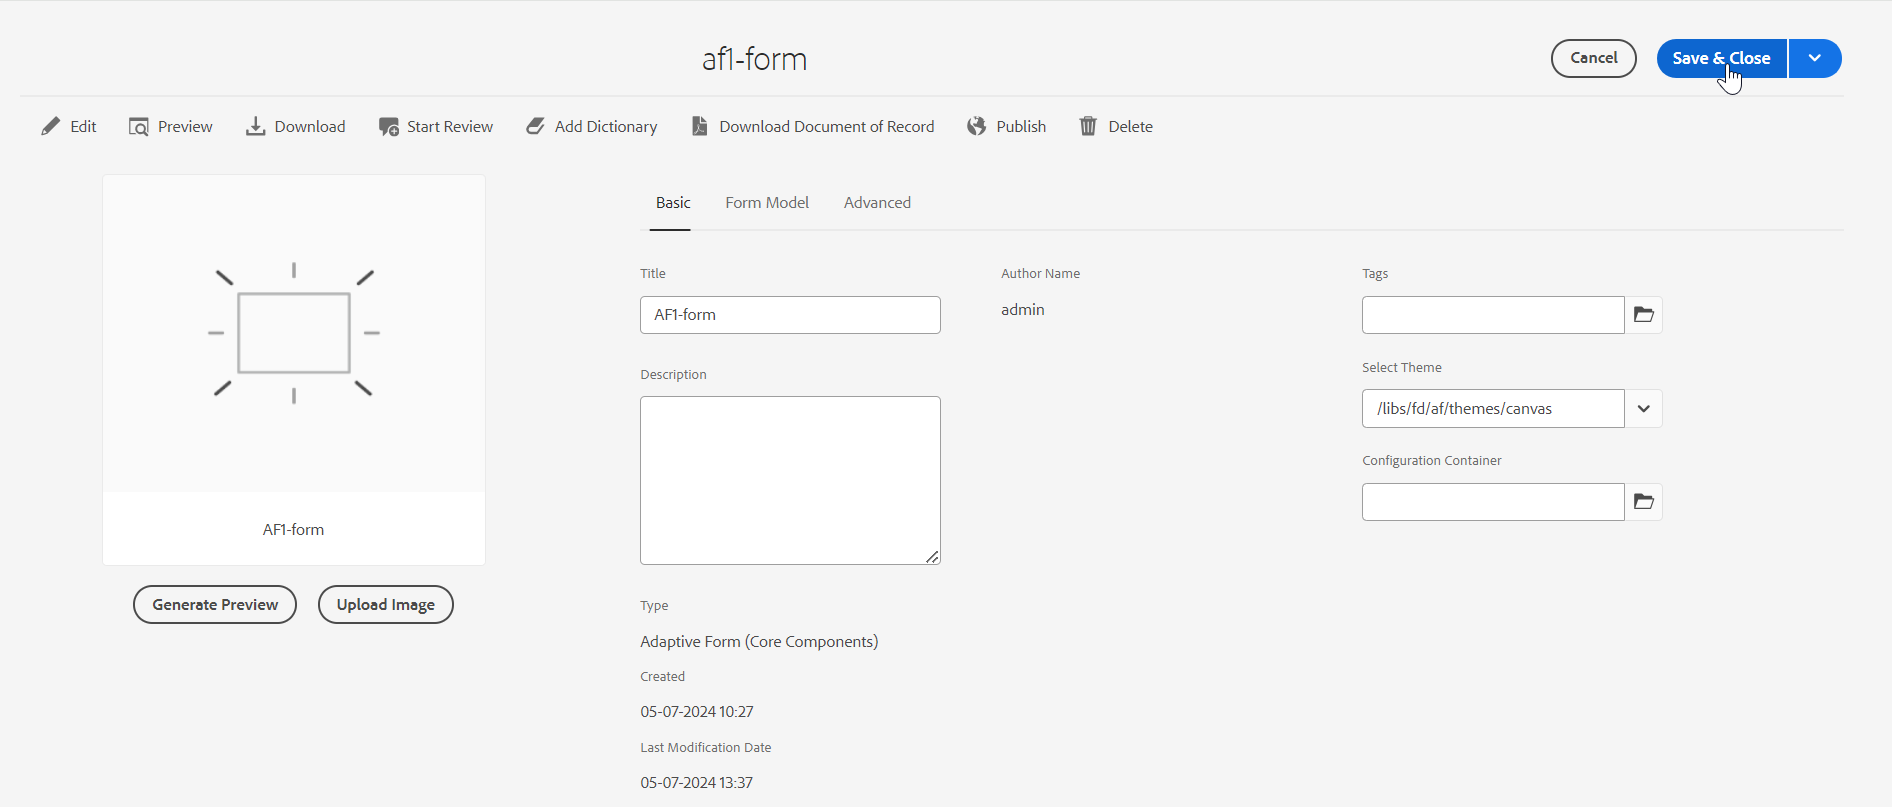 af1-form
Cancel
Save & Close
Edit
Preview
Download
Start Review
Add Dictionary
Download Document of Record
Publish
Delete
AF1-form
Generate Preview
Upload Image
Basic
Form Model
Advanced
Title
AF1-form
Description
Type
Adaptive Form (Core Components)
Created
05-07-2024 10:27
Last Modification Date
05-07-2024 13:37
Author Name
admin
Tags
Select Theme
/libs/fd/af/themes/canvas
Configuration Container